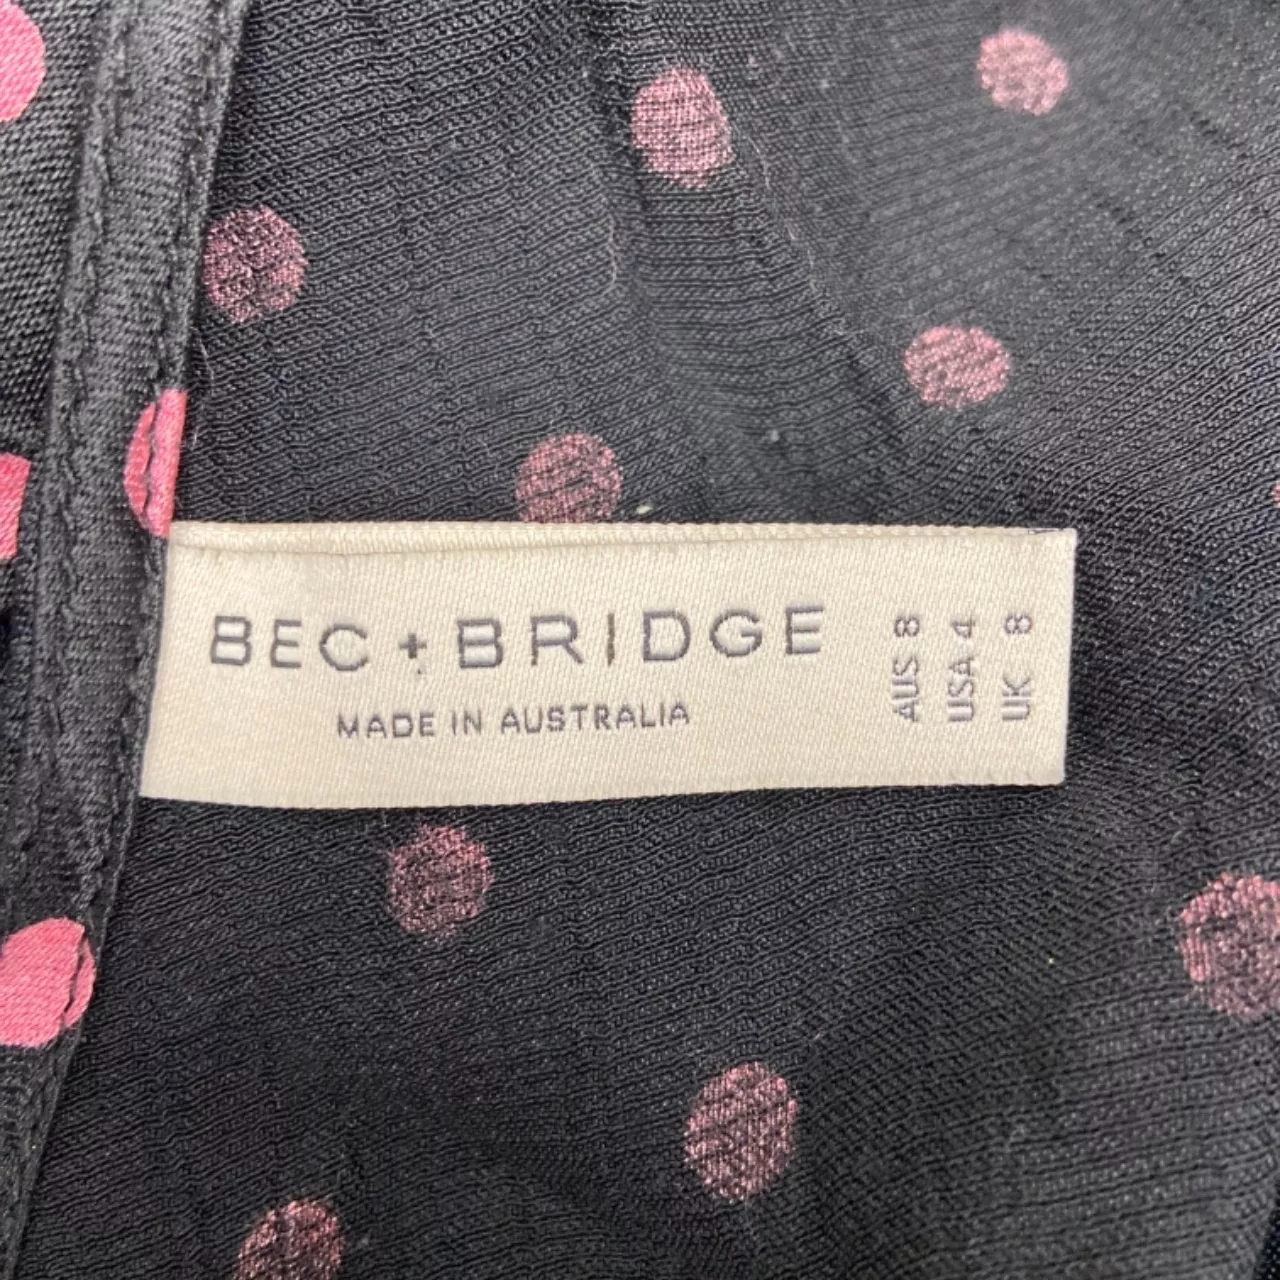 BEC + BRIDGE
MADE IN AUSTRALIA
AUS 8
USA 4
UK 8